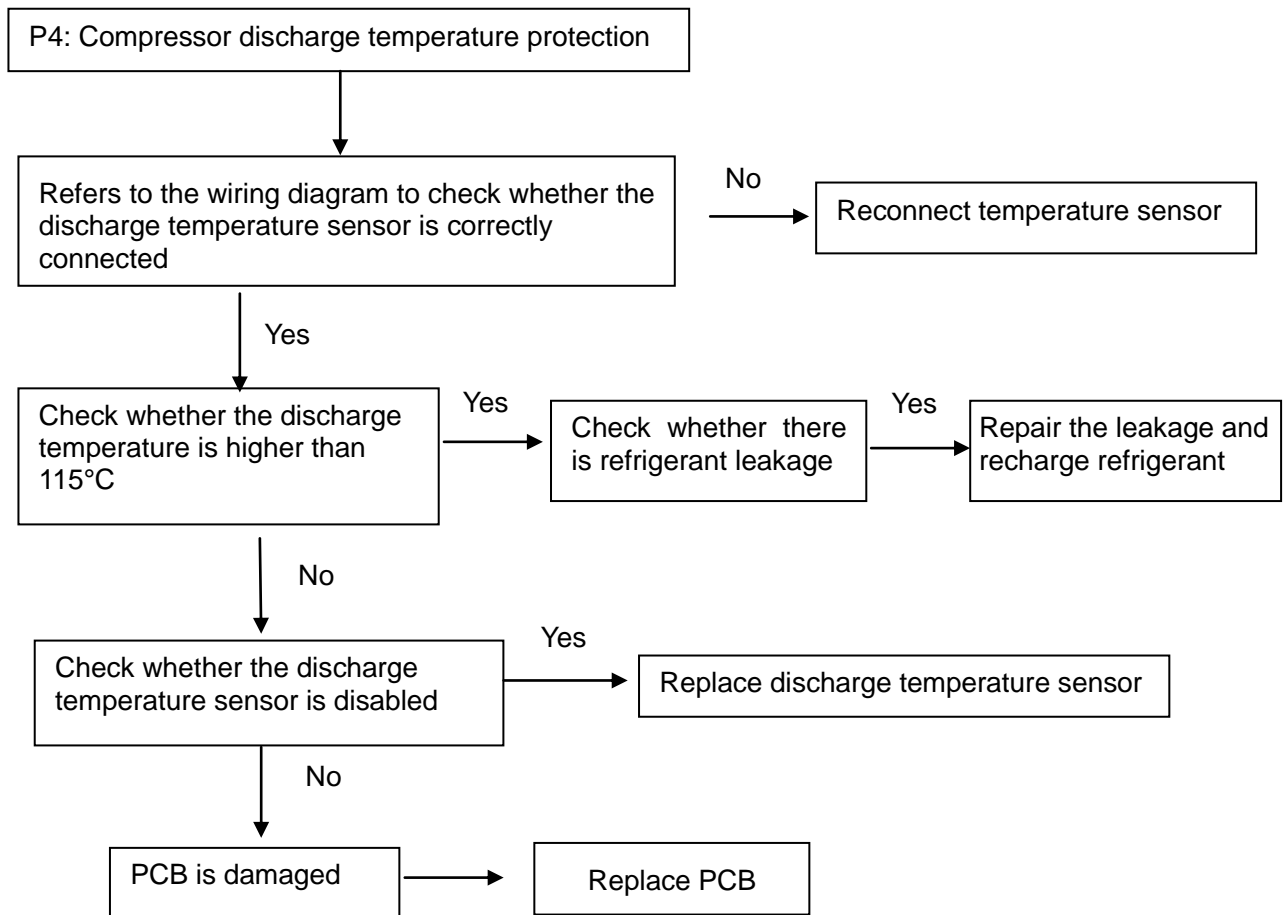 P4: Compressor discharge temperature protection
Refers to the wiring diagram to check whether the
discharge temperature sensor is correctly
connected
No
Reconnect temperature sensor
Yes
Check whether the discharge
temperature is higher than
115°C
Yes
Check whether there
is refrigerant leakage
Yes
Repair the leakage and
recharge refrigerant
No
Check whether the discharge
temperature sensor is disabled
Yes
Replace discharge temperature sensor
No
PCB is damaged
Replace PCB